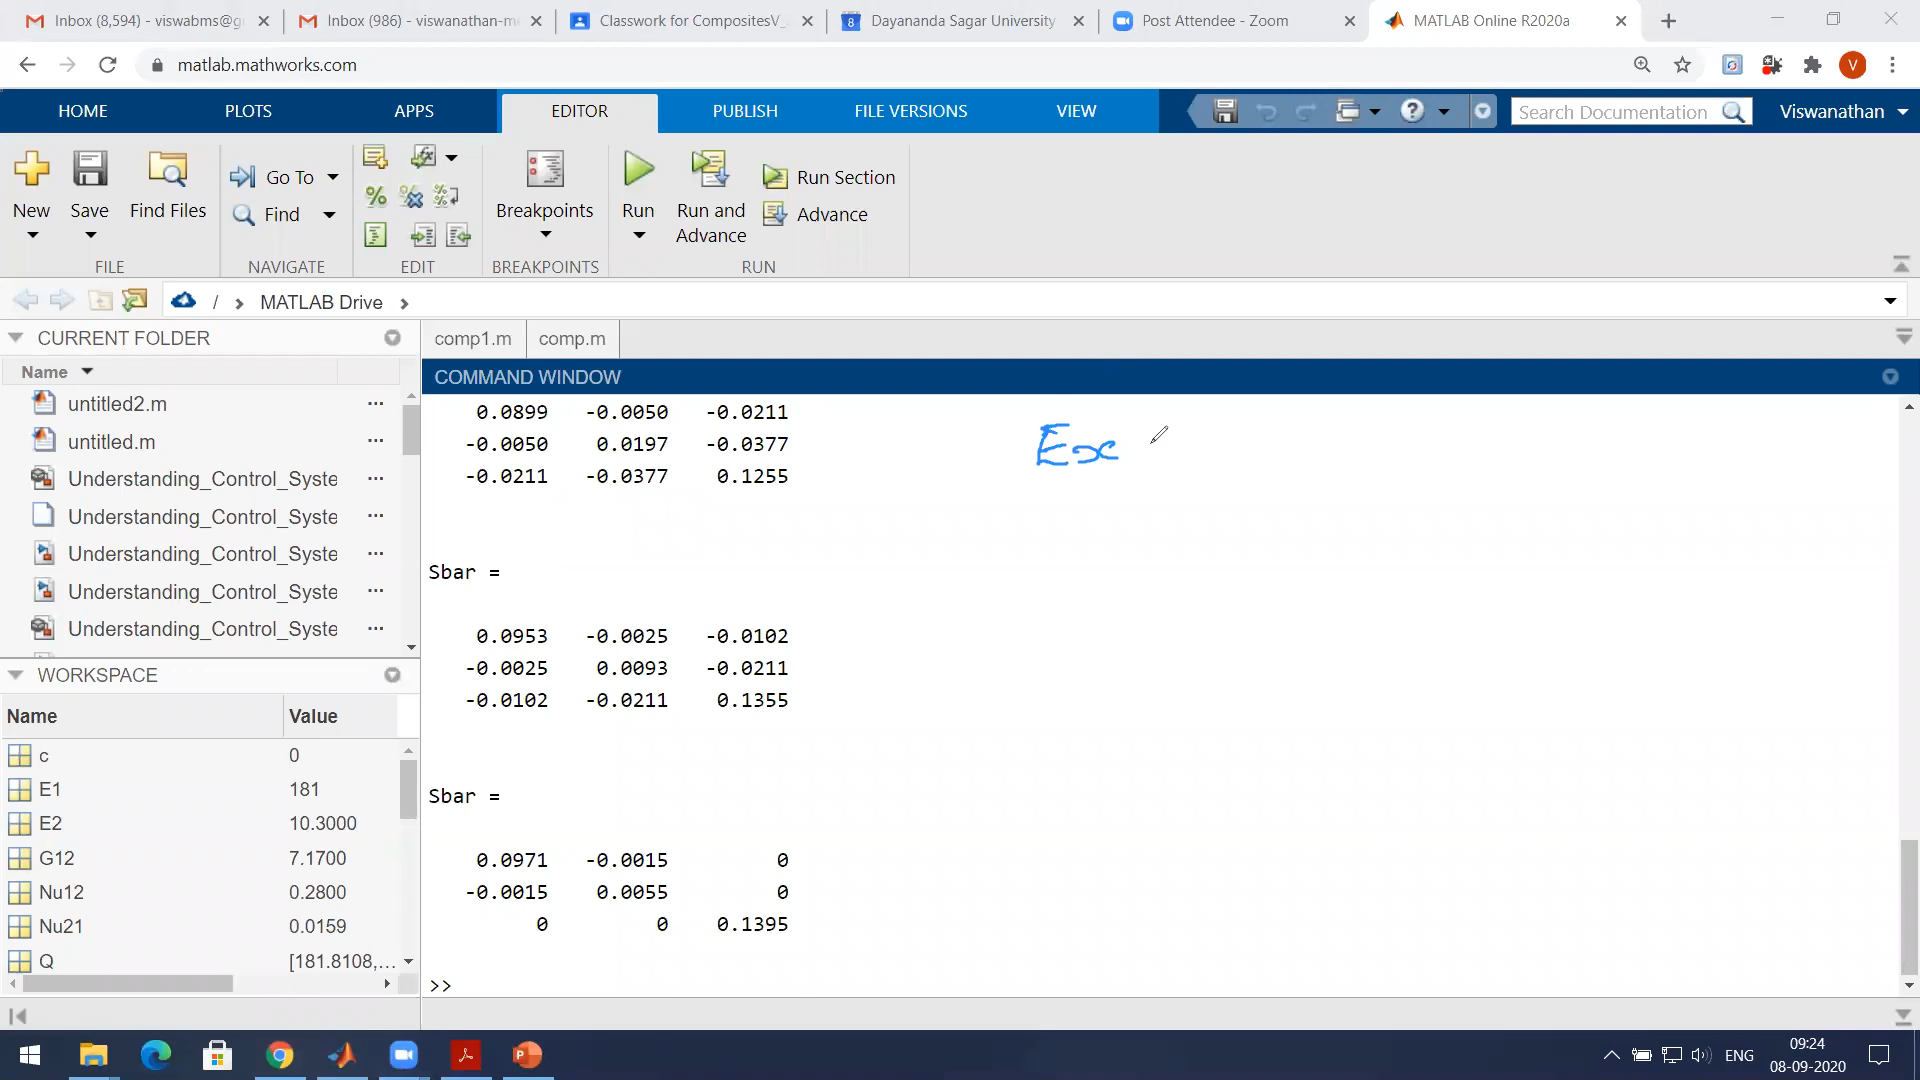 Inbox (8,594) - viswabms@g
Inbox (986) - viswanathan-me
Classwork for CompositesV_
Dayananda Sagar University
Post Attendee - Zoom
MATLAB Online R2020a
matlab.mathworks.com
V
HOME PLOTS APPS EDITOR PUBLISH FILE VERSIONS VIEW
Search Documentation
Viswanathan
New
Save
Find Files
Go To
Find
Breakpoints
Run
Run and Advance
Run Section
Advance
FILE NAVIGATE EDIT BREAKPOINTS RUN
/ › MATLAB Drive ›
CURRENT FOLDER
Name
untitled2.m
untitled.m
Understanding_Control_Syste
Understanding_Control_Syste
Understanding_Control_Syste
Understanding_Control_Syste
Understanding_Control_Syste
WORKSPACE
Name Value
c 0
E1 181
E2 10.3000
G12 7.1700
Nu12 0.2800
Nu21 0.0159
Q [181.8108,...
comp1.m comp.m
COMMAND WINDOW
0.0899 -0.0050 -0.0211
-0.0050 0.0197 -0.0377
-0.0211 -0.0377 0.1255
Sbar =
0.0953 -0.0025 -0.0102
-0.0025 0.0093 -0.0211
-0.0102 -0.0211 0.1355
Sbar =
0.0971 -0.0015 0
-0.0015 0.0055 0
0 0 0.1395
>>
Ex
ENG
09:24
08-09-2020